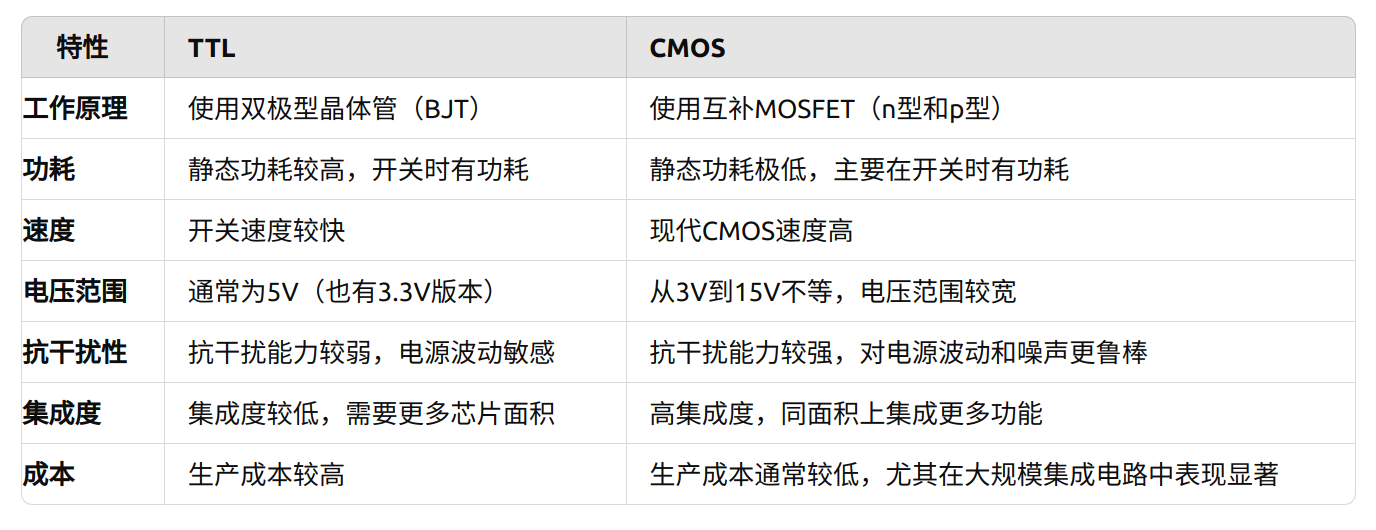 特性 TTL CMOS
工作原理 使用双极型晶体管（BJT） 使用互补MOSFET（n型和p型）
功耗 静态功耗较高，开关时有功耗 静态功耗极低，主要在开关时有功耗
速度 开关速度较快 现代CMOS速度高
电压范围 通常为5V（也有3.3V版本） 从3V到15V不等，电压范围较宽
抗干扰性 抗干扰能力较弱，电源波动敏感 抗干扰能力较强，对电源波动和噪声更鲁棒
集成度 集成度较低，需要更多芯片面积 高集成度，同面积上集成更多功能
成本 生产成本较高 生产成本通常较低，尤其在大规模集成电路中表现显著